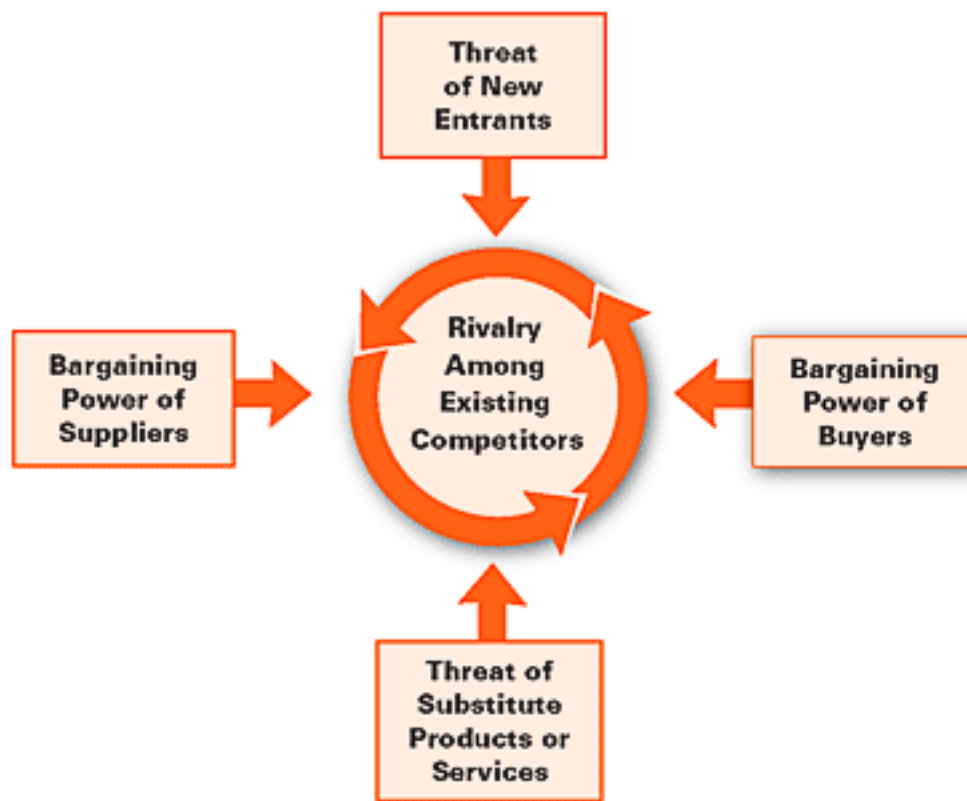 Threat
of New
Entrants
Rivalry
Among
Existing
Competitors
Bargaining
Power of
Suppliers
Bargaining
Power of
Buyers
Threat of
Substitute
Products or
Services